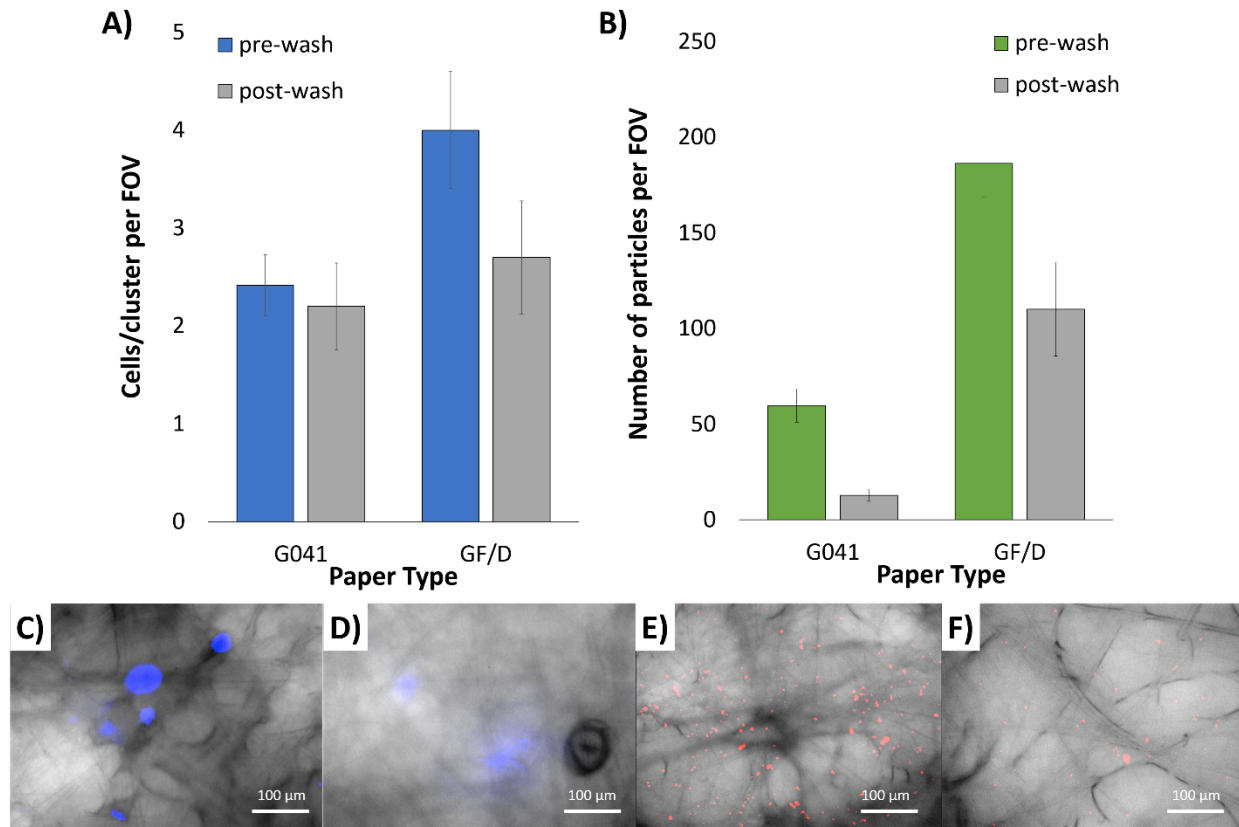 A)
5
4
3
2
1
0
Cells/cluster per FOV
pre-wash
post-wash
G041
GF/D
Paper Type
B)
250
200
150
100
50
0
Number of particles per FOV
pre-wash
post-wash
G041
GF/D
Paper Type
C)
100 µm
D)
100 µm
E)
100 µm
F)
100 µm